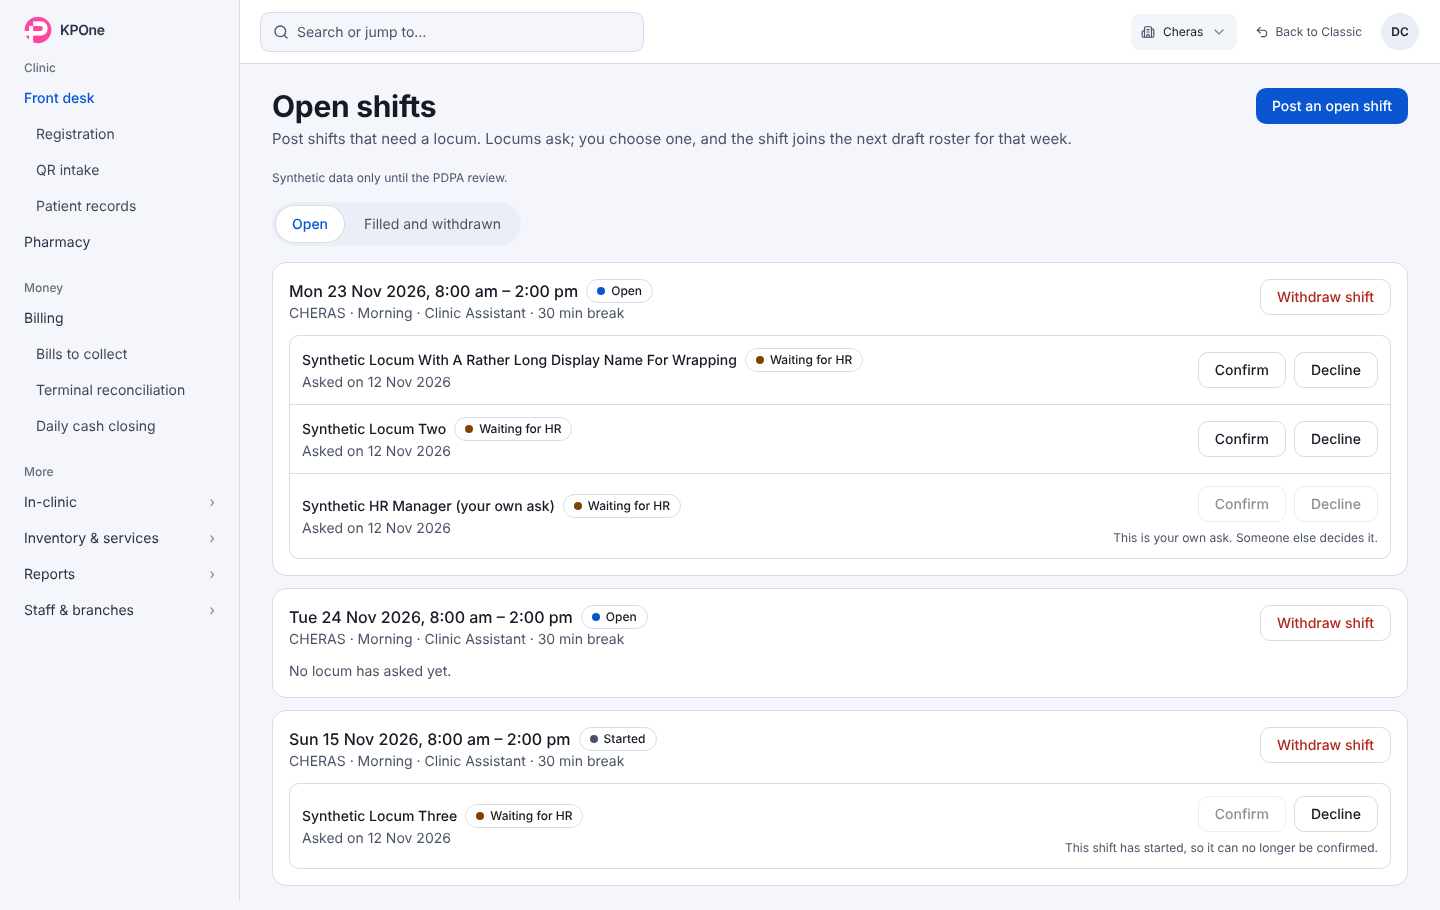 KPOne
Search or jump to...
Cheras
Back to Classic
DC
Clinic
Front desk
Registration
QR intake
Patient records
Pharmacy
Money
Billing
Bills to collect
Terminal reconciliation
Daily cash closing
More
In-clinic
Inventory & services
Reports
Staff & branches
Open shifts
Post an open shift
Post shifts that need a locum. Locums ask; you choose one, and the shift joins the next draft roster for that week.
Synthetic data only until the PDPA review.
Open
Filled and withdrawn
Mon 23 Nov 2026, 8:00 am – 2:00 pm Open
Withdraw shift
CHERAS · Morning · Clinic Assistant · 30 min break
Synthetic Locum With A Rather Long Display Name For Wrapping Waiting for HR
Asked on 12 Nov 2026
Confirm Decline
Synthetic Locum Two Waiting for HR
Asked on 12 Nov 2026
Confirm Decline
Synthetic HR Manager (your own ask) Waiting for HR
Asked on 12 Nov 2026
Confirm Decline
This is your own ask. Someone else decides it.
Tue 24 Nov 2026, 8:00 am – 2:00 pm Open
Withdraw shift
CHERAS · Morning · Clinic Assistant · 30 min break
No locum has asked yet.
Sun 15 Nov 2026, 8:00 am – 2:00 pm Started
Withdraw shift
CHERAS · Morning · Clinic Assistant · 30 min break
Synthetic Locum Three Waiting for HR
Asked on 12 Nov 2026
Confirm Decline
This shift has started, so it can no longer be confirmed.